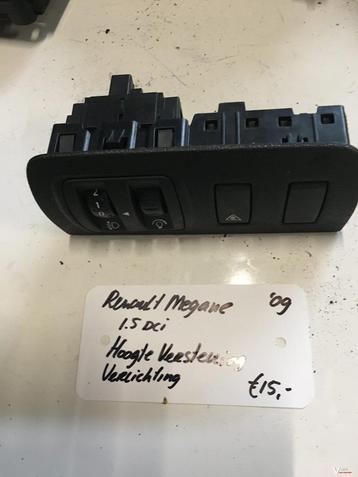 Renault Megane '09
1.5 DCi
Hoogte Verstelling
Verlichting
€15,-